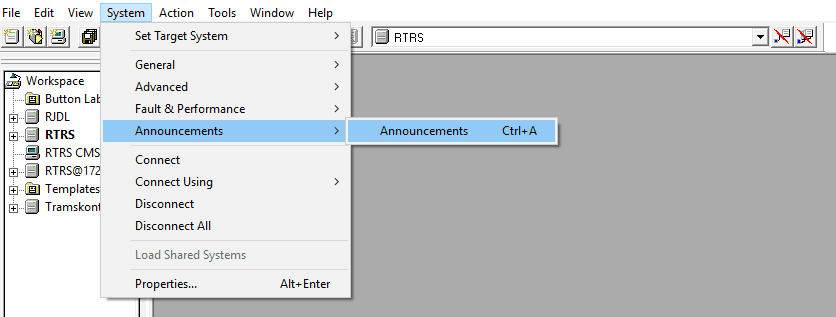 File Edit View System Action Tools Window Help
RTRS
Set Target System
General
Advanced
Fault & Performance
Announcements
Announcements Ctrl+A
Connect
Connect Using
Disconnect
Disconnect All
Load Shared Systems
Properties... Alt+Enter
Workspace
Button Lab
RJDL
RTRS
RTRS CMS
RTRS@172
Templates
Tramskont